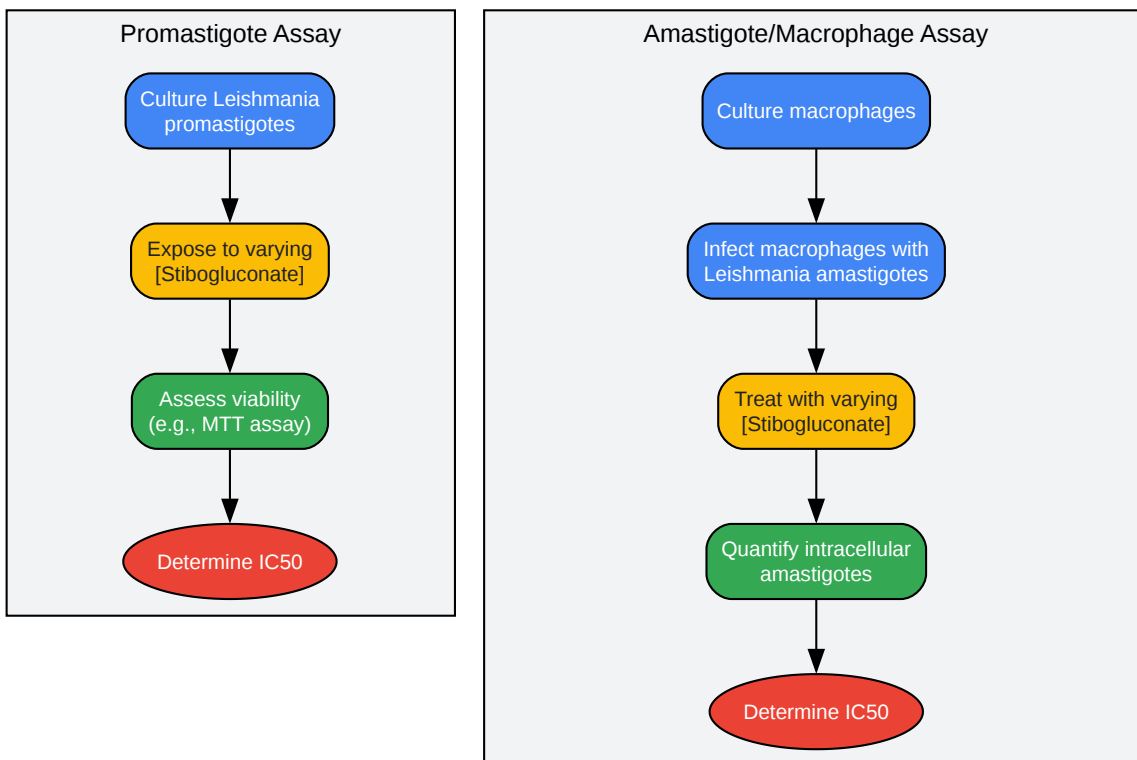 Promastigote Assay
Culture Leishmania
promastigotes
Expose to varying
[Stibogluconate]
Assess viability
(e.g., MTT assay)
Determine IC50
Amastigote/Macrophage Assay
Culture macrophages
Infect macrophages with
Leishmania amastigotes
Treat with varying
[Stibogluconate]
Quantify intracellular
amastigotes
Determine IC50